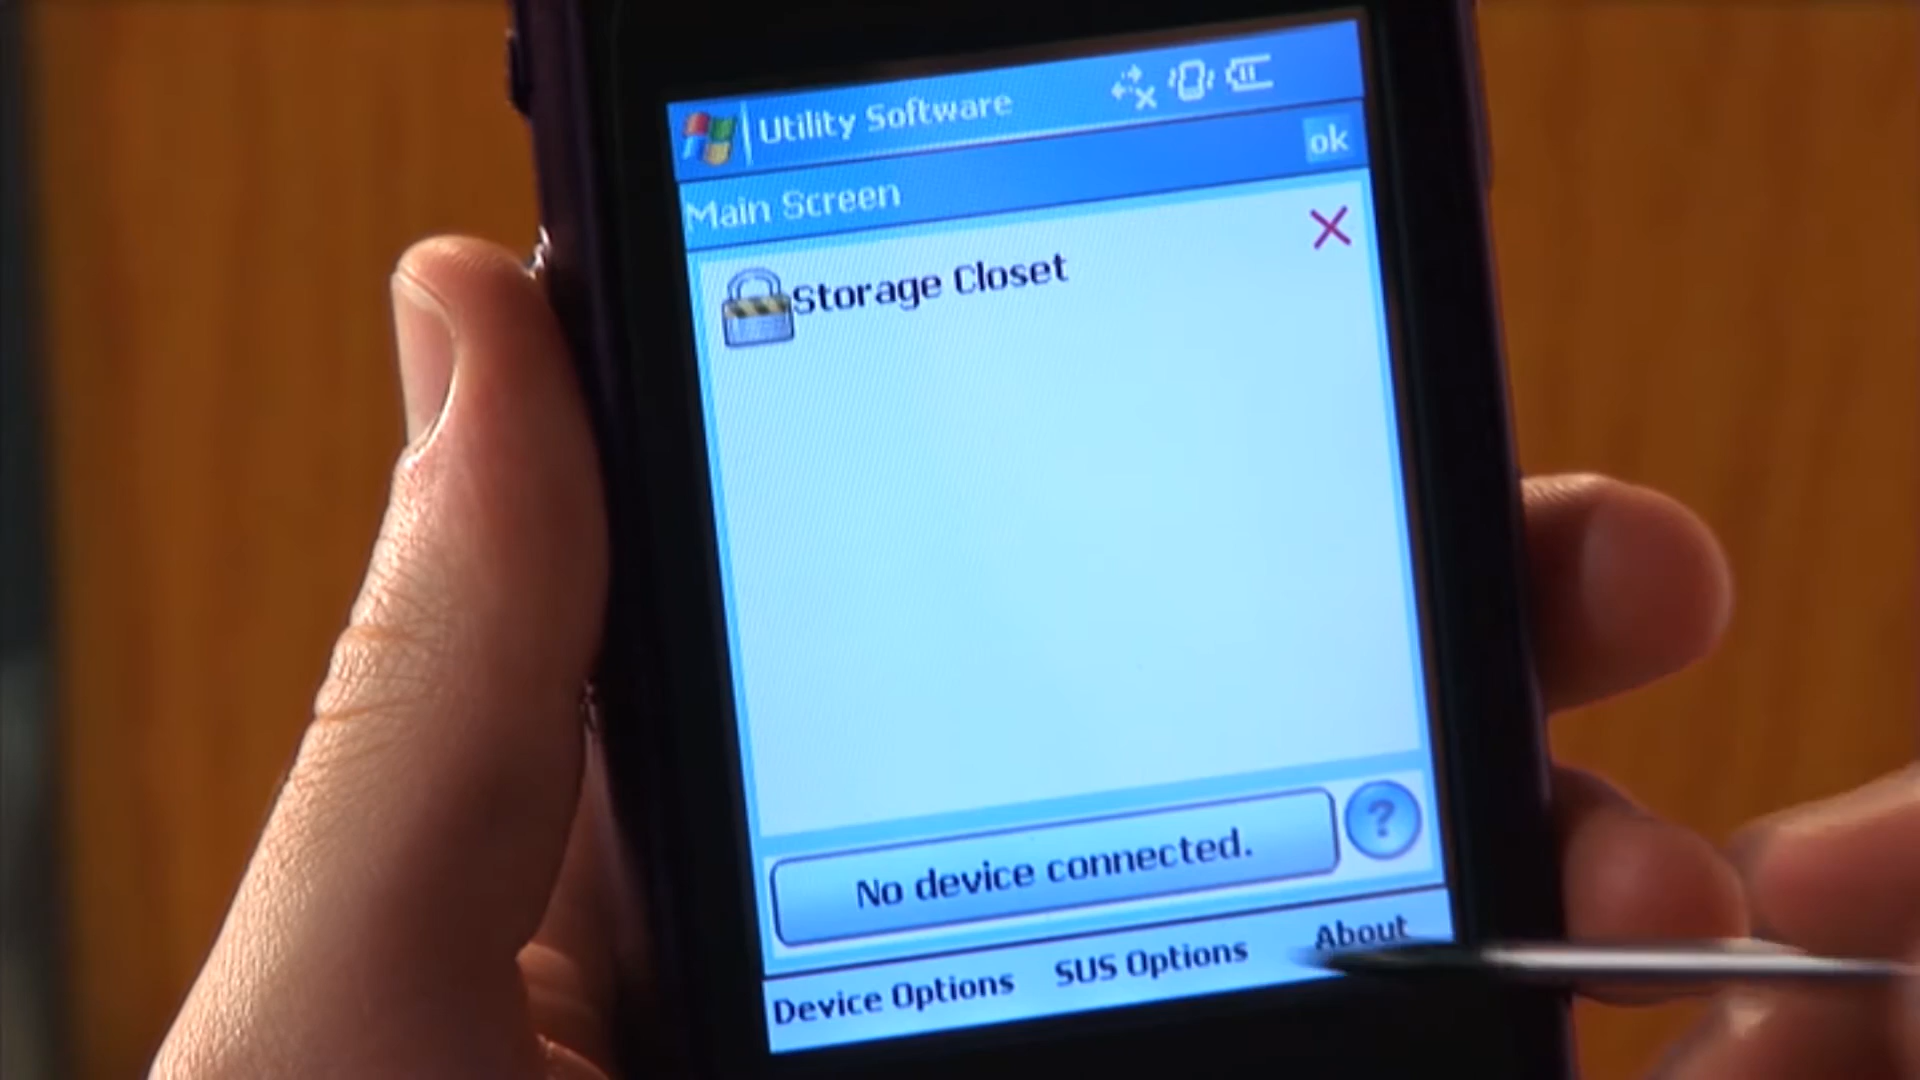 Utility Software
ok
Main Screen
Storage Closet
No device connected.
?
Device Options SUS Options About